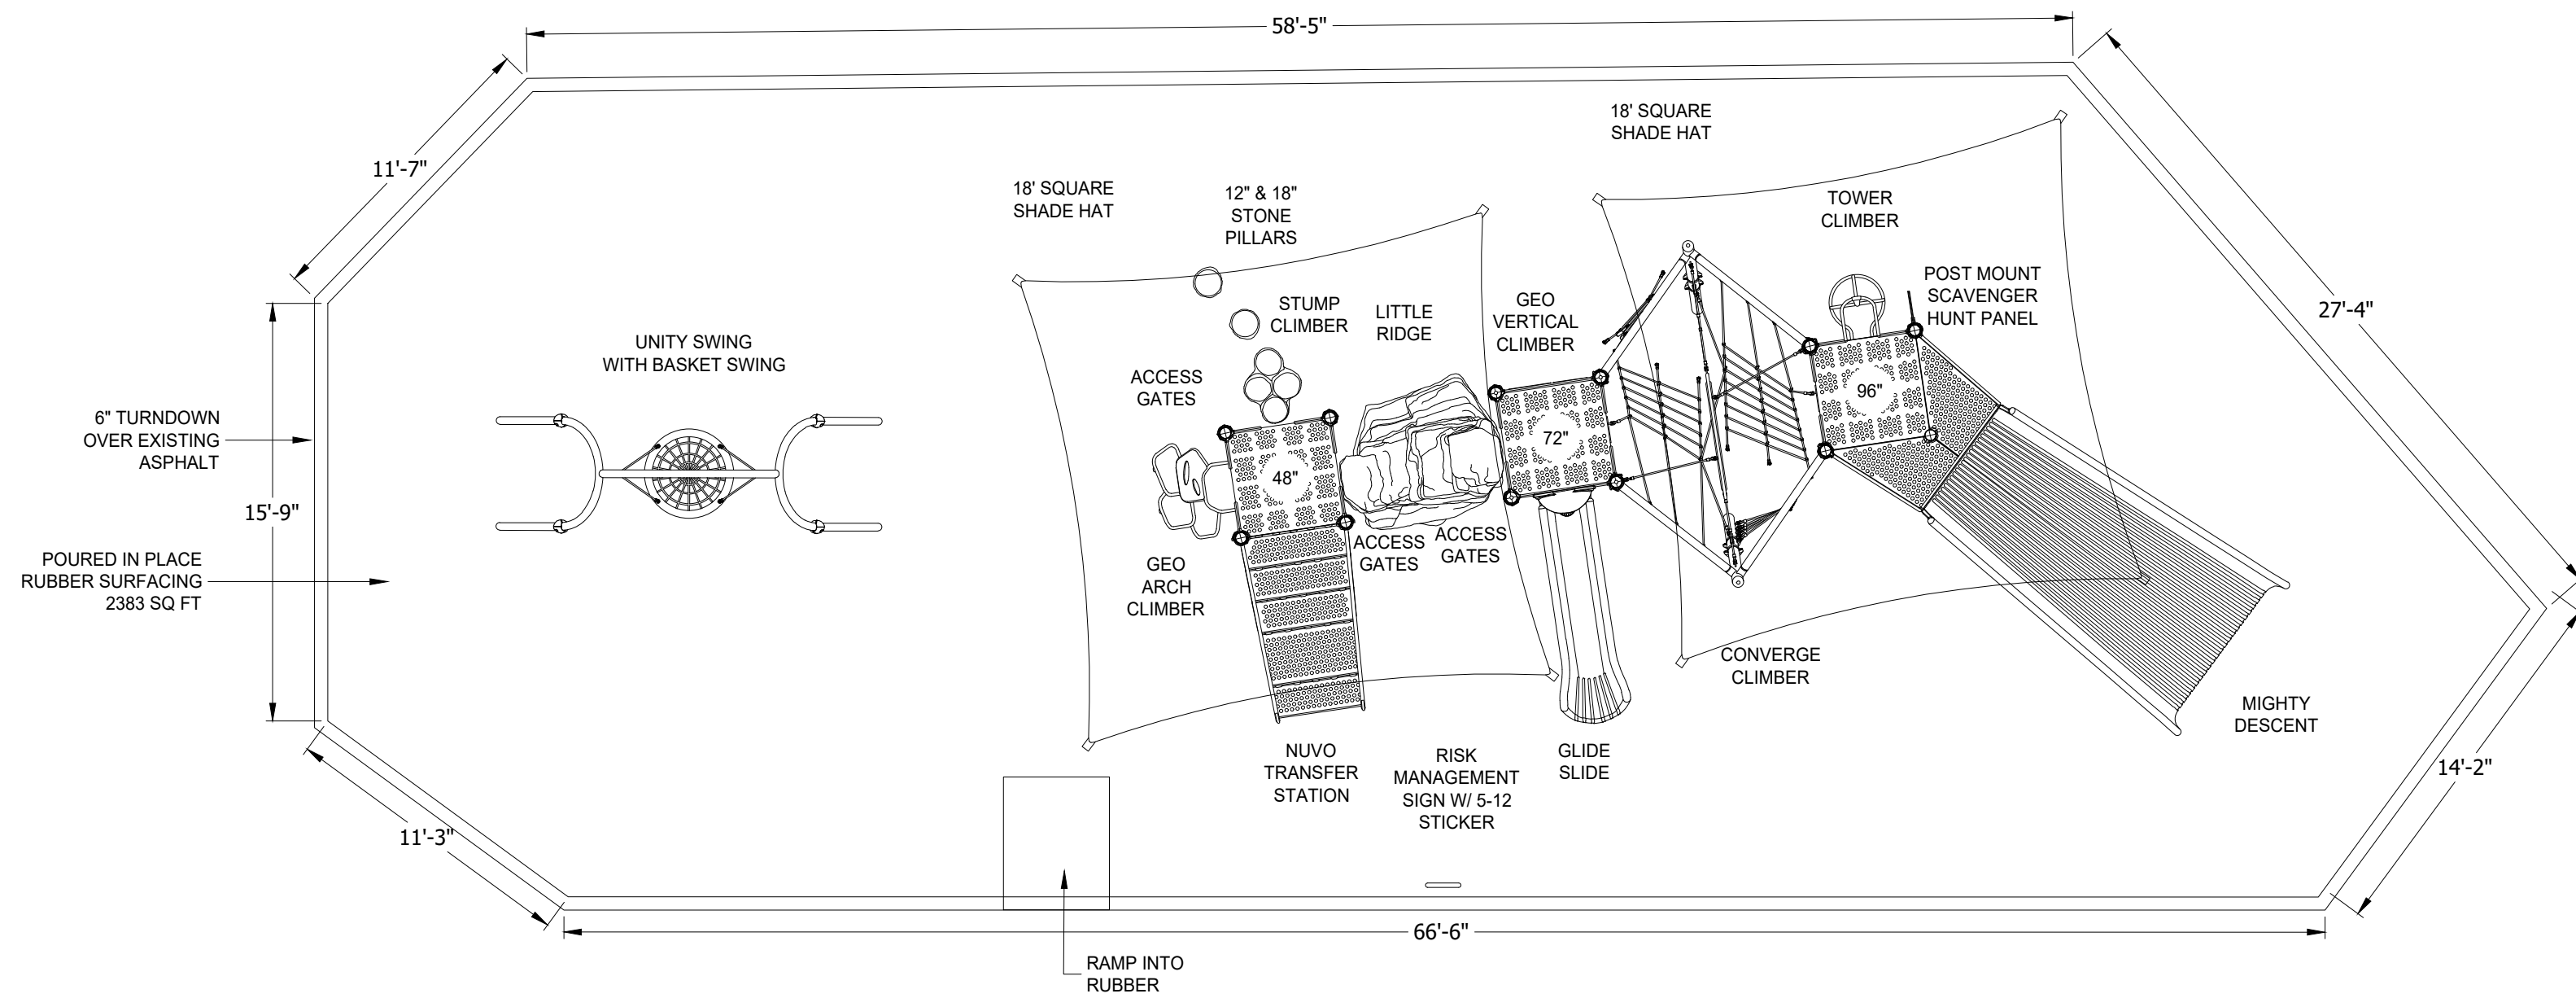 58'-5"
11'-7"
18' SQUARE
SHADE HAT
18' SQUARE
SHADE HAT
12" & 18"
STONE
PILLARS
TOWER
CLIMBER
POST MOUNT
SCAVENGER
HUNT PANEL
27'-4"
STUMP
CLIMBER
LITTLE
RIDGE
GEO
VERTICAL
CLIMBER
UNITY SWING
WITH BASKET SWING
ACCESS
GATES
96"
72"
48"
6" TURNDOWN
OVER EXISTING
ASPHALT
15'-9"
POURED IN PLACE
RUBBER SURFACING
2383 SQ FT
ACCESS
GATES
ACCESS
GATES
GEO
ARCH
CLIMBER
CONVERGE
CLIMBER
MIGHTY
DESCENT
NUVO
TRANSFER
STATION
RISK
MANAGEMENT
SIGN W/ 5-12
STICKER
GLIDE
SLIDE
14'-2"
11'-3"
66'-6"
RAMP INTO
RUBBER